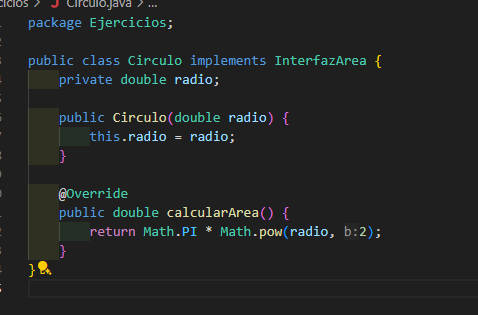 cicios > J Circulo.java > ...
package Ejercicios;
2
public class Circulo implements InterfazArea {
private double radio;
public Circulo(double radio) {
this.radio = radio;
}
@Override
public double calcularArea() {
return Math.PI * Math.pow(radio, b:2);
}
}